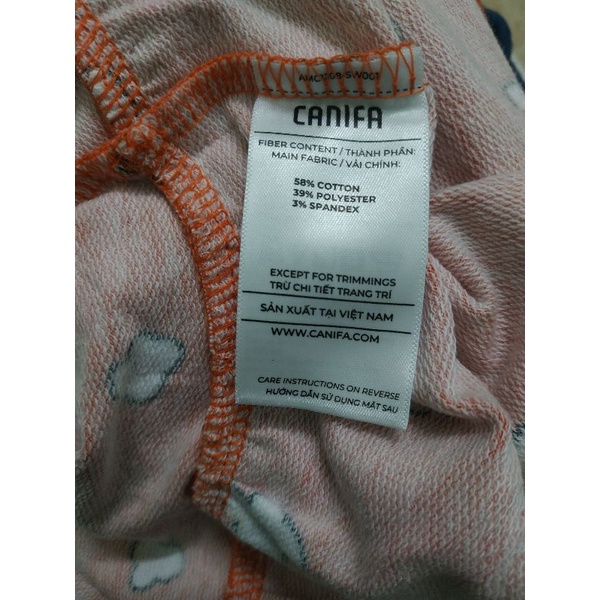 CANIFA
FIBER CONTENT / THÀNH PHẦN:
MAIN FABRIC / VẢI CHÍNH:
58% COTTON
39% POLYESTER
3% SPANDEX
EXCEPT FOR TRIMMINGS
TRỪ CHI TIẾT TRANG TRÍ
SẢN XUẤT TẠI VIỆT NAM
WWW.CANIFA.COM
CARE INSTRUCTIONS ON REVERSE
HƯỚNG DẪN SỬ DỤNG MẶT SAU